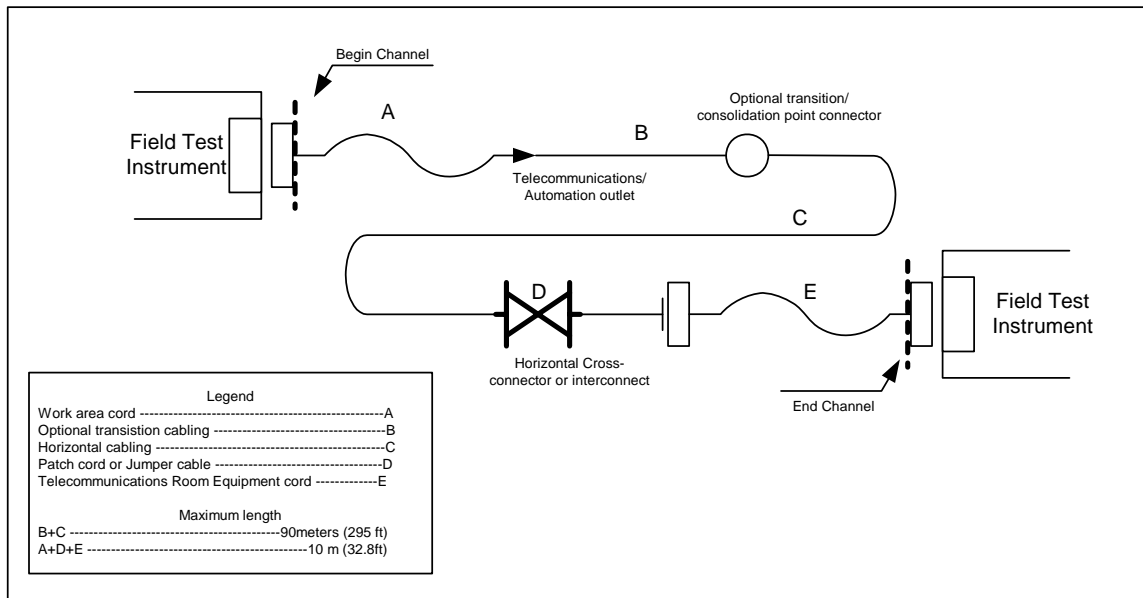 Begin Channel
A
Field Test
Instrument
Optional transition/
consolidation point connector
B
Telecommunications/
Automation outlet
C
D
E
Field Test
Instrument
Horizontal Cross-
connector or interconnect
End Channel
Legend
Work area cord -------------------------------------------------A
Optional transistion cabling ----------------------------------B
Horizontal cabling ----------------------------------------------C
Patch cord or Jumper cable ----------------------------------D
Telecommunications Room Equipment cord -------------E
Maximum length
B+C -------------------------------------------90meters (295 ft)
A+D+E ---------------------------------------------10 m (32.8ft)